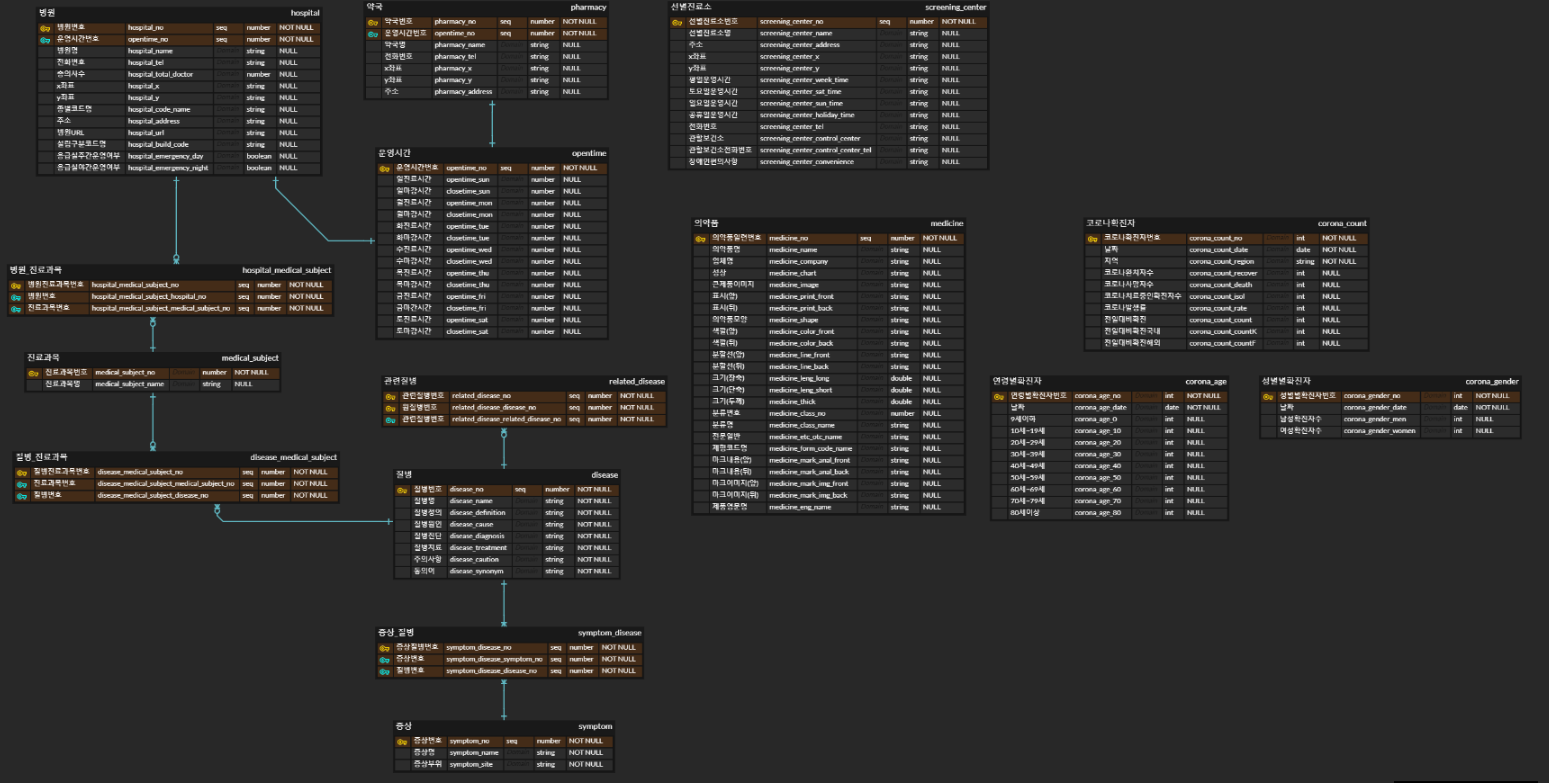 병원 hospital
병원번호 hospital_no seq number NOT NULL
운영시간번호 opentime_no seq number NOT NULL
병원명 hospital_name string NULL
전화번호 hospital_tel string NULL
총의사수 hospital_total_doctor number NULL
x좌표 hospital_x string NULL
y좌표 hospital_y string NULL
종별코드명 hospital_code_name string NULL
주소 hospital_address string NULL
병원URL hospital_url string NULL
설립구분코드명 hospital_build_code string NULL
응급실주간운영여부 hospital_emergency_day boolean NULL
응급실야간운영여부 hospital_emergency_night boolean NULL
약국 pharmacy
약국번호 pharmacy_no seq number NOT NULL
운영시간번호 opentime_no seq number NOT NULL
약국명 pharmacy_name string NULL
전화번호 pharmacy_tel string NULL
x좌표 pharmacy_x string NULL
y좌표 pharmacy_y string NULL
주소 pharmacy_address string NULL
선별진료소 screening_center
선별진료소번호 screening_center_no seq number NOT NULL
선별진료소명 screening_center_name string NULL
주소 screening_center_address string NULL
x좌표 screening_center_x string NULL
y좌표 screening_center_y string NULL
평일운영시간 screening_center_week_time string NULL
토요일운영시간 screening_center_sat_time string NULL
일요일운영시간 screening_center_sun_time string NULL
공휴일운영시간 screening_center_holiday_time string NULL
전화번호 screening_center_tel string NULL
관할보건소 screening_center_control_center string NULL
관할보건소전화번호 screening_center_control_center_tel string NULL
장애인편의사항 screening_center_convenience string NULL
운영시간 opentime
운영시간번호 opentime_no seq number NOT NULL
일진료시간 opentime_sun number NULL
일마감시간 closetime_sun number NULL
월진료시간 opentime_mon number NULL
월마감시간 closetime_mon number NULL
화진료시간 opentime_tue number NULL
화마감시간 closetime_tue number NULL
수진료시간 opentime_wed number NULL
수마감시간 closetime_wed number NULL
목진료시간 opentime_thu number NULL
목마감시간 closetime_thu number NULL
금진료시간 opentime_fri number NULL
금마감시간 closetime_fri number NULL
토진료시간 opentime_sat number NULL
토마감시간 closetime_sat number NULL
의약품 medicine
의약품일련번호 medicine_no seq number NOT NULL
의약품명 medicine_name string NULL
업체명 medicine_company string NULL
성상 medicine_chart string NULL
큰제품이미지 medicine_image string NULL
표시(앞) medicine_print_front string NULL
표시(뒤) medicine_print_back string NULL
의약품모양 medicine_shape string NULL
색깔(앞) medicine_color_front string NULL
색깔(뒤) medicine_color_back string NULL
분할선(앞) medicine_line_front string NULL
분할선(뒤) medicine_line_back string NULL
크기(장축) medicine_leng_long double NULL
크기(단축) medicine_leng_short double NULL
크기(두께) medicine_thick double NULL
분류번호 medicine_class_no number NULL
분류명 medicine_class_name string NULL
전문일반 medicine_etc_otc_name string NULL
제형코드명 medicine_form_code_name string NULL
마크내용(앞) medicine_mark_anal_front string NULL
마크내용(뒤) medicine_mark_anal_back string NULL
마크이미지(앞) medicine_mark_img_front string NULL
마크이미지(뒤) medicine_mark_img_back string NULL
제품영문명 medicine_eng_name string NULL
코로나확진자 corona_count
코로나확진자번호 corona_count_no int NOT NULL
날짜 corona_count_date date NOT NULL
지역 corona_count_region string NOT NULL
코로나완치자수 corona_count_recover int NULL
코로나사망자수 corona_count_death int NULL
코로나치료중인확진자수 corona_count_isol int NULL
코로나발생률 corona_count_rate int NULL
전일대비확진 corona_count_count int NULL
전일대비확진국내 corona_count_countK int NULL
전일대비확진해외 corona_count_countF int NULL
병원_진료과목 hospital_medical_subject
병원진료과목번호 hospital_medical_subject_no seq number NOT NULL
병원번호 hospital_medical_subject_hospital_no seq number NOT NULL
진료과목번호 hospital_medical_subject_medical_subject_no seq number NOT NULL
진료과목 medical_subject
진료과목번호 medical_subject_no number NOT NULL
진료과목명 medical_subject_name string NULL
관련질병 related_disease
관련질병번호 related_disease_no seq number NOT NULL
원질병번호 related_disease_disease_no seq number NOT NULL
관련질병번호 related_disease_related_disease_no seq number NOT NULL
연령별확진자 corona_age
연령별확진자번호 corona_age_no int NOT NULL
날짜 corona_age_date date NOT NULL
9세이하 corona_age_0 int NULL
10세~19세 corona_age_10 int NULL
20세~29세 corona_age_20 int NULL
30세~39세 corona_age_30 int NULL
40세~49세 corona_age_40 int NULL
50세~59세 corona_age_50 int NULL
60세~69세 corona_age_60 int NULL
70세~79세 corona_age_70 int NULL
80세이상 corona_age_80 int NULL
성별별확진자 corona_gender
성별별확진자번호 corona_gender_no int NOT NULL
날짜 corona_gender_date date NOT NULL
남성확진자수 corona_gender_men int NULL
여성확진자수 corona_gender_women int NULL
질병_진료과목 disease_medical_subject
질병진료과목번호 disease_medical_subject_no seq number NOT NULL
진료과목번호 disease_medical_subject_medical_subject_no seq number NOT NULL
질병번호 disease_medical_subject_disease_no seq number NOT NULL
질병 disease
질병번호 disease_no seq number NOT NULL
질병명 disease_name string NOT NULL
질병정의 disease_definition string NOT NULL
질병원인 disease_cause string NOT NULL
질병진단 disease_diagnosis string NOT NULL
질병치료 disease_treatment string NOT NULL
주의사항 disease_caution string NOT NULL
동의어 disease_synonym string NOT NULL
증상_질병 symptom_disease
증상질병번호 symptom_disease_no seq number NOT NULL
증상번호 symptom_disease_symptom_no seq number NOT NULL
질병번호 symptom_disease_disease_no seq number NOT NULL
증상 symptom
증상번호 symptom_no seq number NOT NULL
증상명 symptom_name string NOT NULL
증상부위 symptom_site string NOT NULL